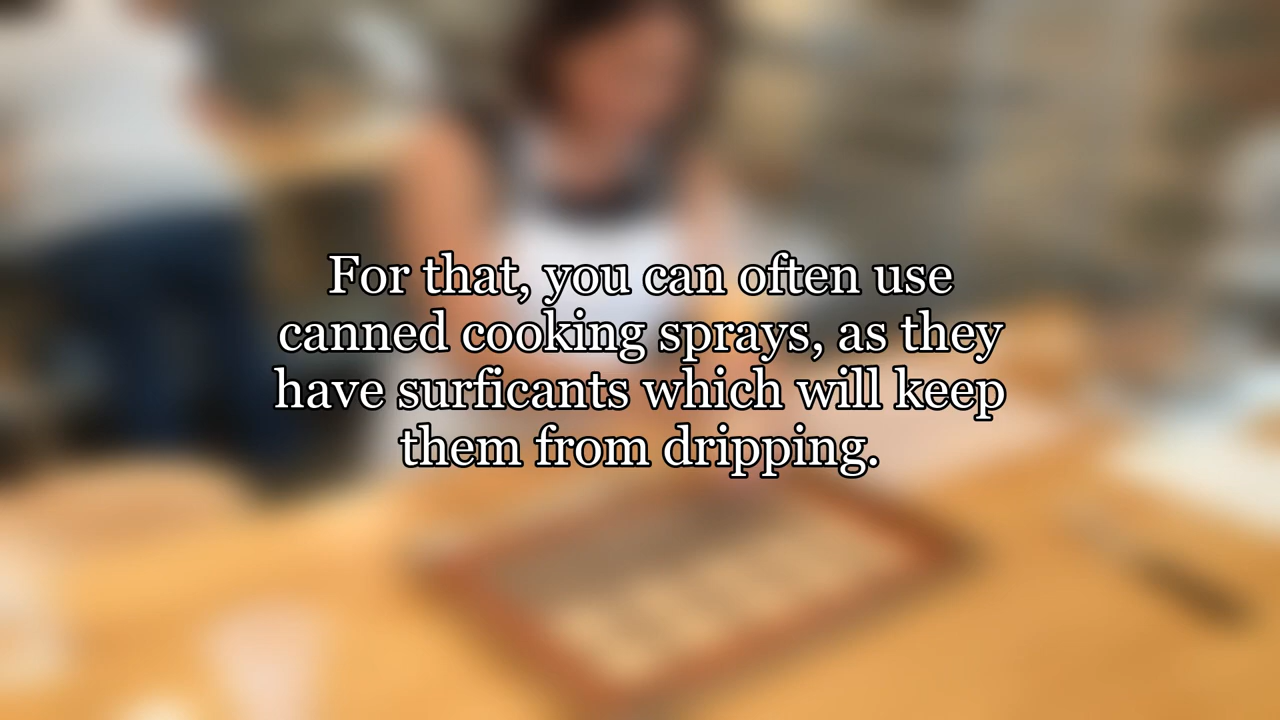 For that, you can often use
canned cooking sprays, as they
have surficants which will keep
them from dripping.